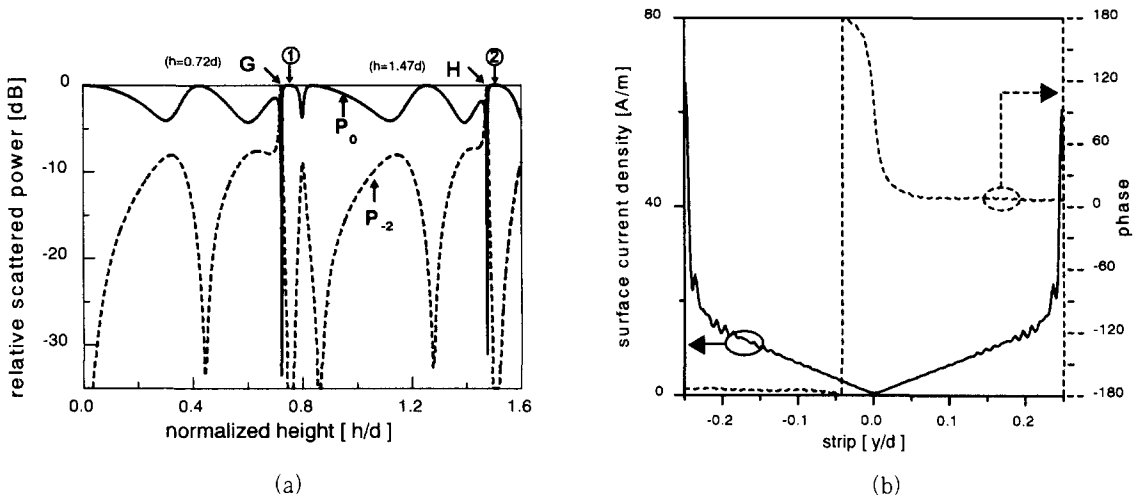 (h=0.72d)
G
①
(h=1.47d)
H
②
relative scattered power [dB]
0
-10
-20
-30
P0
P-2
0.0
0.4
0.8
1.2
1.6
normalized height [ h/d ]
(a)
surface current density [A/m]
80
40
0
180
120
60
0
-60
-120
-180
phase
-0.2
-0.1
0.0
0.1
0.2
strip [ y/d ]
(b)